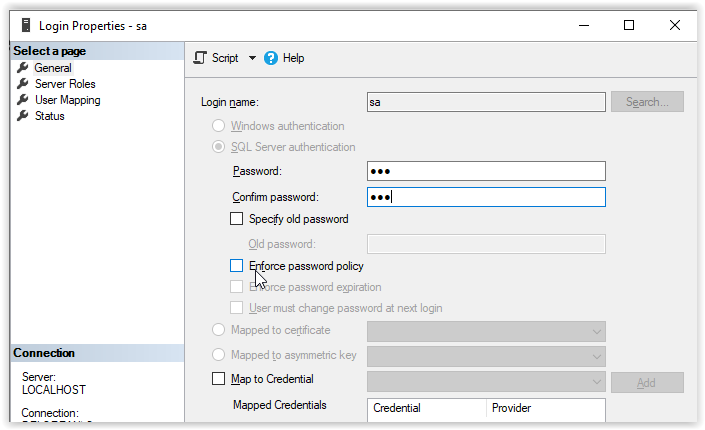 Login Properties - sa
Select a page
General
Server Roles
User Mapping
Status
Script
Help
Login name:
sa
Search...
Windows authentication
SQL Server authentication
Password:
●●●
Confirm password:
●●●
Specify old password
Old password:
Enforce password policy
Enforce password expiration
User must change password at next login
Mapped to certificate
Mapped to asymmetric key
Map to Credential
Add
Mapped Credentials
Credential
Provider
Connection
Server:
LOCALHOST
Connection: